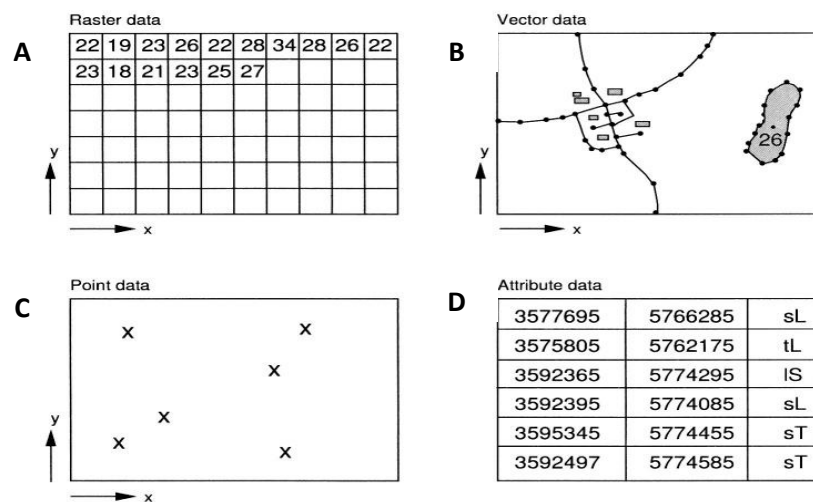 Raster data
A
22 19 23 26 22 28 34 28 26 22
23 18 21 23 25 27
y
x
Vector data
B
26
y
x
Point data
C
x
x
x
x
x
x
y
x
Attribute data
D
3577695 5766285 sL
3575805 5762175 tL
3592365 5774295 lS
3592395 5774085 sL
3595345 5774455 sT
3592497 5774585 sT